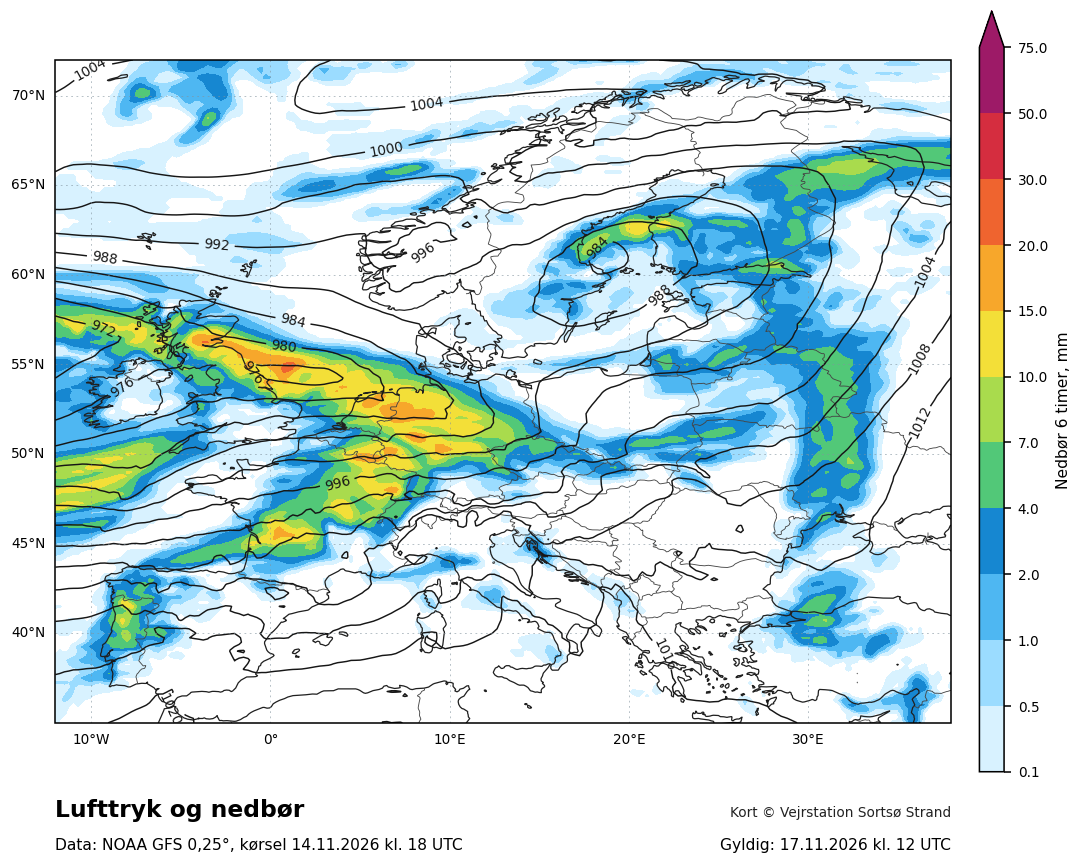 1004
1004
1000
996
992
988
984
984
988
980
976
972
976
996
1004
1008
1012
70°N
65°N
60°N
55°N
50°N
45°N
40°N
10°W
0°
10°E
20°E
30°E
75.0
50.0
30.0
20.0
15.0
10.0
7.0
4.0
2.0
1.0
0.5
0.1
Nedbør 6 timer, mm
Lufttryk og nedbør
Kort © Vejrstation Sortsø Strand
Data: NOAA GFS 0,25°, kørsel 14.11.2026 kl. 18 UTC
Gyldig: 17.11.2026 kl. 12 UTC